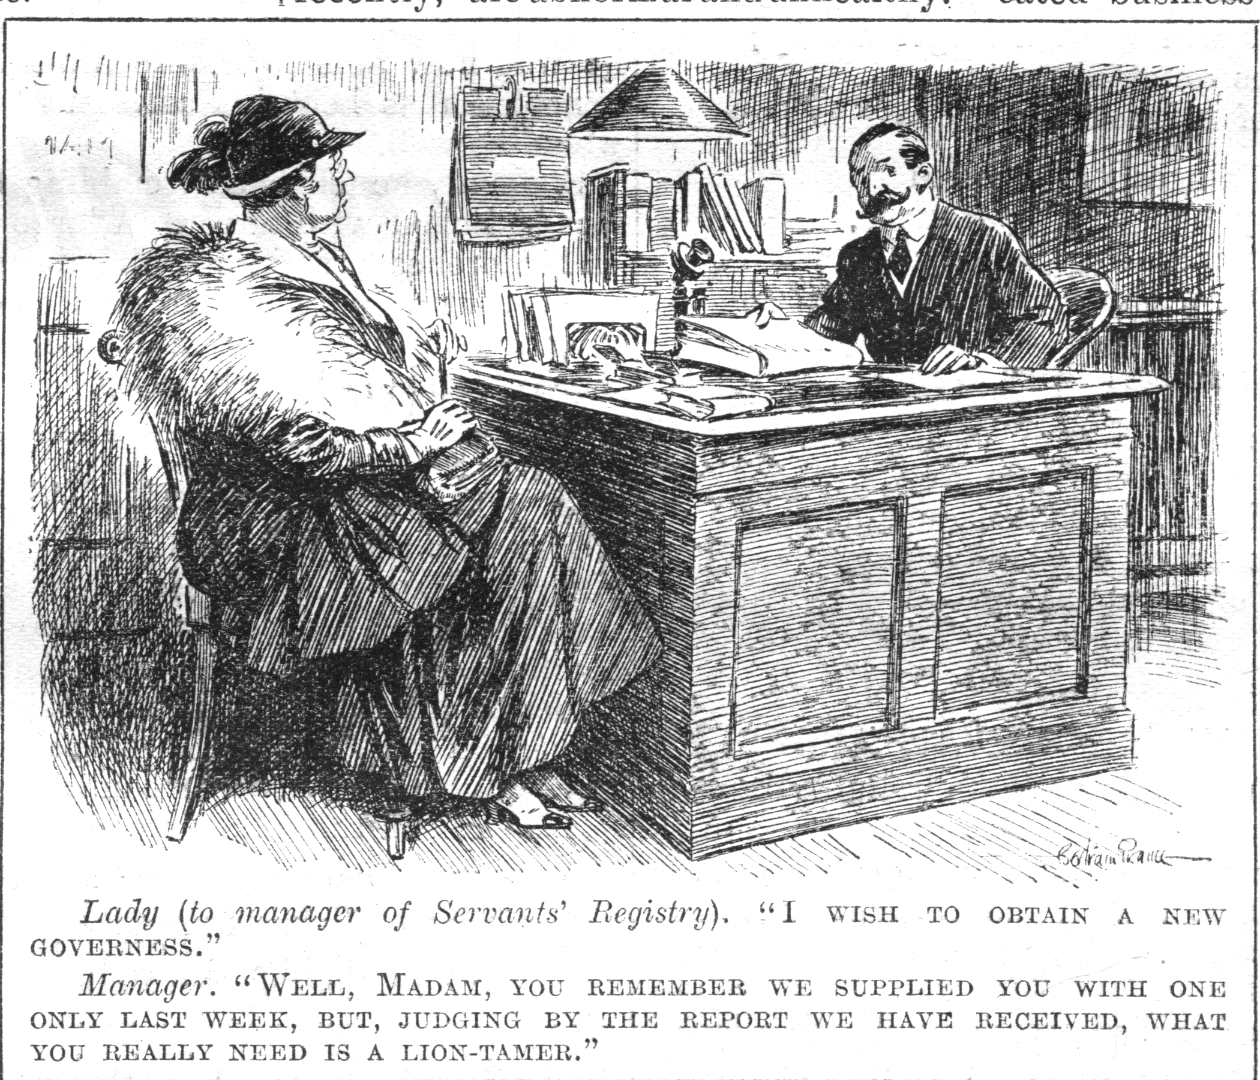 Lady (to manager of Servants' Registry). "I WISH TO OBTAIN A NEW
GOVERNESS."
Manager. "WELL, MADAM, YOU REMEMBER WE SUPPLIED YOU WITH ONE
ONLY LAST WEEK, BUT, JUDGING BY THE REPORT WE HAVE RECEIVED, WHAT
YOU REALLY NEED IS A LION-TAMER."